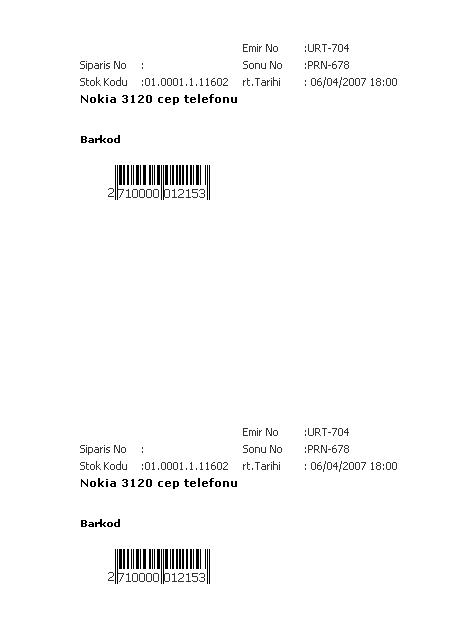 Emir No :URT-704
Siparis No : Sonu No :PRN-678
Stok Kodu :01.0001.1.11602 rt.Tarihi : 06/04/2007 18:00
Nokia 3120 cep telefonu
Barkod
2 710000 012153
Emir No :URT-704
Siparis No : Sonu No :PRN-678
Stok Kodu :01.0001.1.11602 rt.Tarihi : 06/04/2007 18:00
Nokia 3120 cep telefonu
Barkod
2 710000 012153